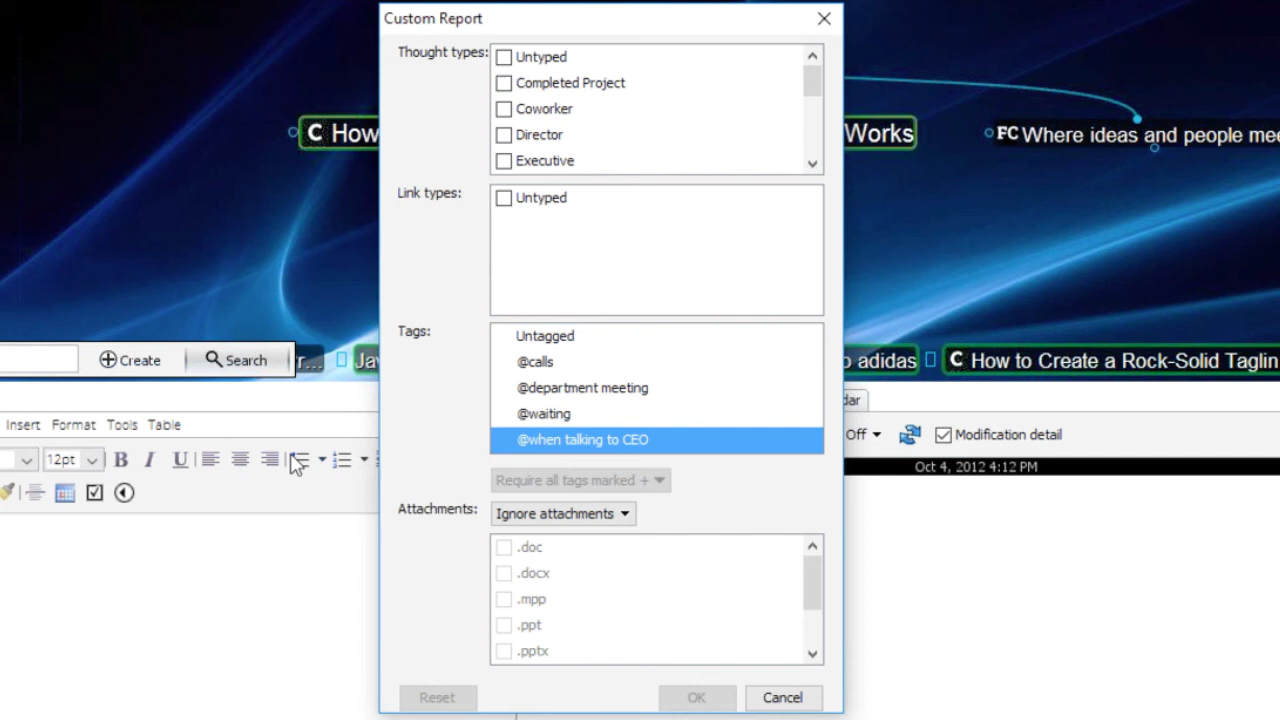 Custom Report
Thought types:
Untyped
Completed Project
Coworker
Director
Executive
C How
Works
FC Where ideas and people mee
Link types:
Untyped
Tags:
Untagged
@calls
@department meeting
@waiting
@when talking to CEO
Create
Search
r...
Jav
o adidas
C How to Create a Rock-Solid Taglin
dar
Insert Format Tools Table
Off
Modification detail
12pt B I U
Oct 4, 2012 4:12 PM
Require all tags marked +
Attachments:
Ignore attachments
.doc
.docx
.mpp
.ppt
.pptx
Reset
OK
Cancel